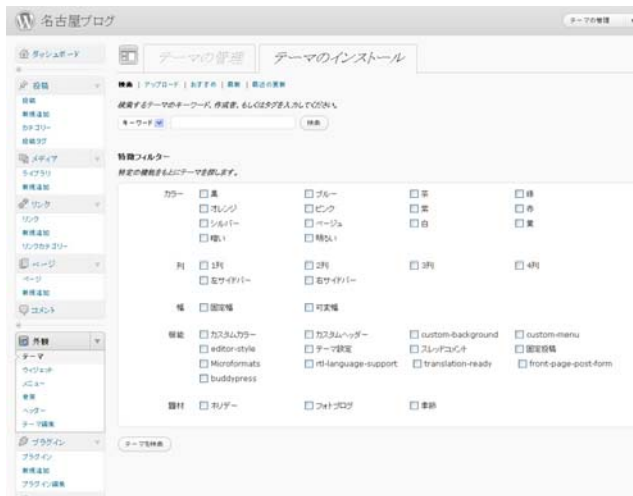 名古屋ブログ
テーマの管理
ダッシュボード
テーマの管理 テーマのインストール
投稿
投稿
新規追加
カテゴリー
投稿タグ
メディア
ライブラリ
新規追加
リンク
リンク
新規追加
リンクカテゴリー
ページ
ページ
新規追加
コメント
外観
テーマ
ウィジェット
メニュー
背景
ヘッダー
テーマ編集
プラグイン
プラグイン
新規追加
プラグイン編集
検索 | アップロード | おすすめ | 最新 | 最近の更新
検索するテーマのキーワード、作成者、もしくはタグを入力してください。
キーワード 検索
特徴フィルター
特定の機能をもとにテーマを探します。
カラー 黒 ブルー 茶 緑
オレンジ ピンク 紫 赤
シルバー ベージュ 白 黄
暗い 明るい
列 1列 2列 3列 4列
左サイドバー 右サイドバー
幅 固定幅 可変幅
機能 カスタムカラー カスタムヘッダー custom-background custom-menu
editor-style テーマ設定 スレッドコメント 固定投稿
Microformats rtl-language-support translation-ready front-page-post-form
buddypress
題材 ホリデー フォトブログ 季節
テーマを検索